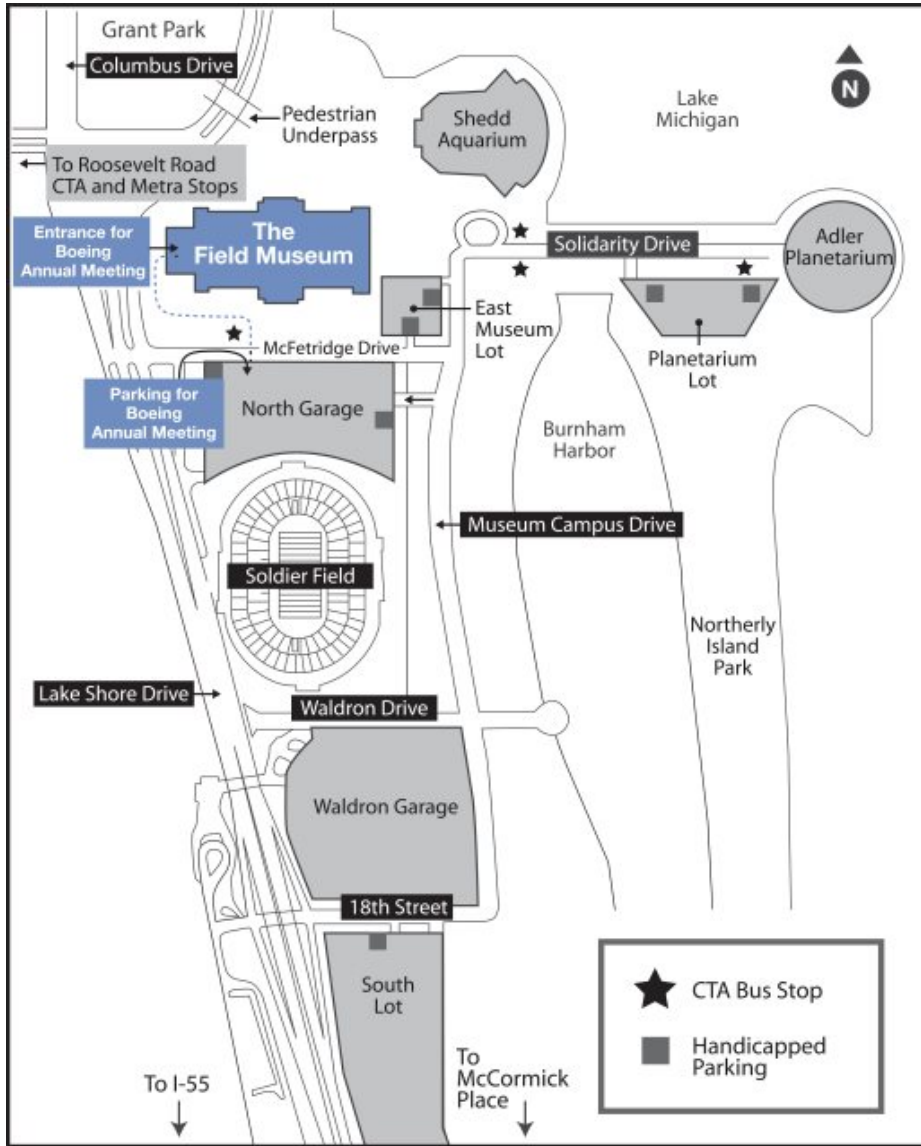 Grant Park
Columbus Drive
Pedestrian
Underpass
Shedd
Aquarium
Lake
Michigan
N
To Roosevelt Road
CTA and Metra Stops
Entrance for
Boeing
Annual Meeting
The
Field Museum
Solidarity Drive
Adler
Planetarium
East
Museum
Lot
McFetridge Drive
Planetarium
Lot
Parking for
Boeing
Annual Meeting
North Garage
Burnham
Harbor
Museum Campus Drive
Soldier Field
Northerly
Island
Park
Lake Shore Drive
Waldron Drive
Waldron Garage
18th Street
South
Lot
CTA Bus Stop
Handicapped
Parking
To I-55
To
McCormick
Place